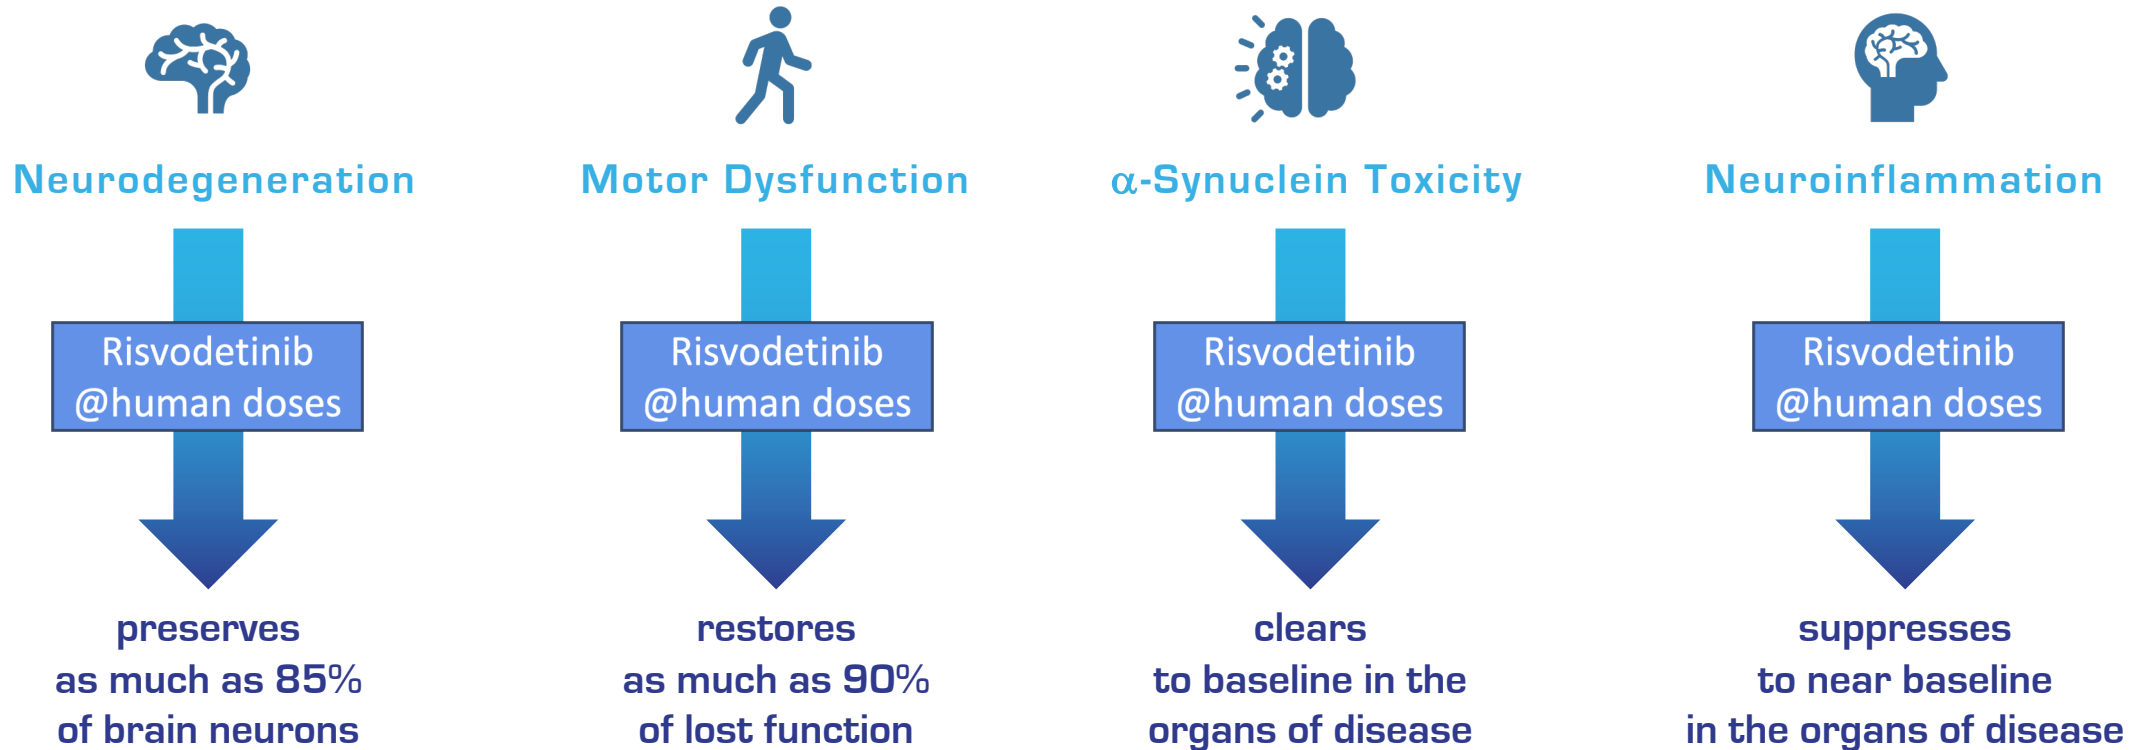 Neurodegeneration
Risvodetinib
@human doses
preserves
as much as 85%
of brain neurons
Motor Dysfunction
Risvodetinib
@human doses
restores
as much as 90%
of lost function
α-Synuclein Toxicity
Risvodetinib
@human doses
clears
to baseline in the
organs of disease
Neuroinflammation
Risvodetinib
@human doses
suppresses
to near baseline
in the organs of disease